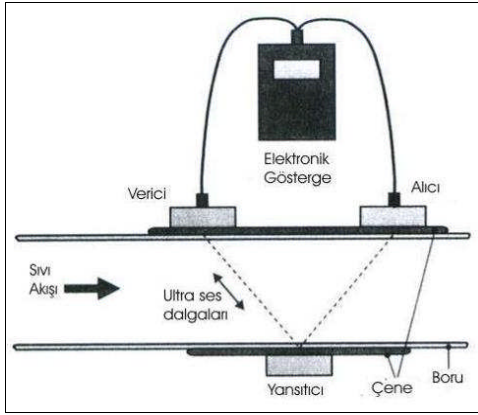 Elektronik
Gösterge
Verici
Alıcı
Sıvı
Akışı
Ultra ses
dalgaları
Yansıtıcı
Çene
Boru